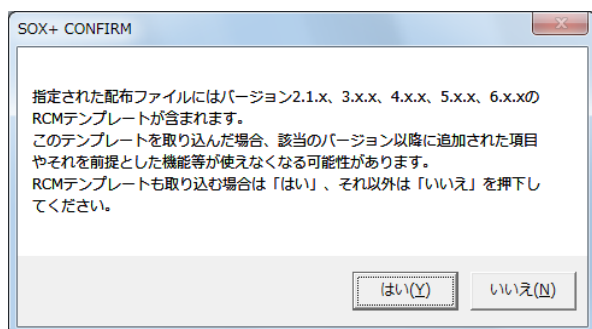 SOX+ CONFIRM
指定された配布ファイルにはバージョン2.1.x、3.x.x、4.x.x、5.x.x、6.x.xの
RCMテンプレートが含まれます。
このテンプレートを取り込んだ場合、該当のバージョン以降に追加された項目
やそれを前提とした機能等が使えなくなる可能性があります。
RCMテンプレートも取り込む場合は「はい」、それ以外は「いいえ」を押下し
てください。
はい(Y) いいえ(N)